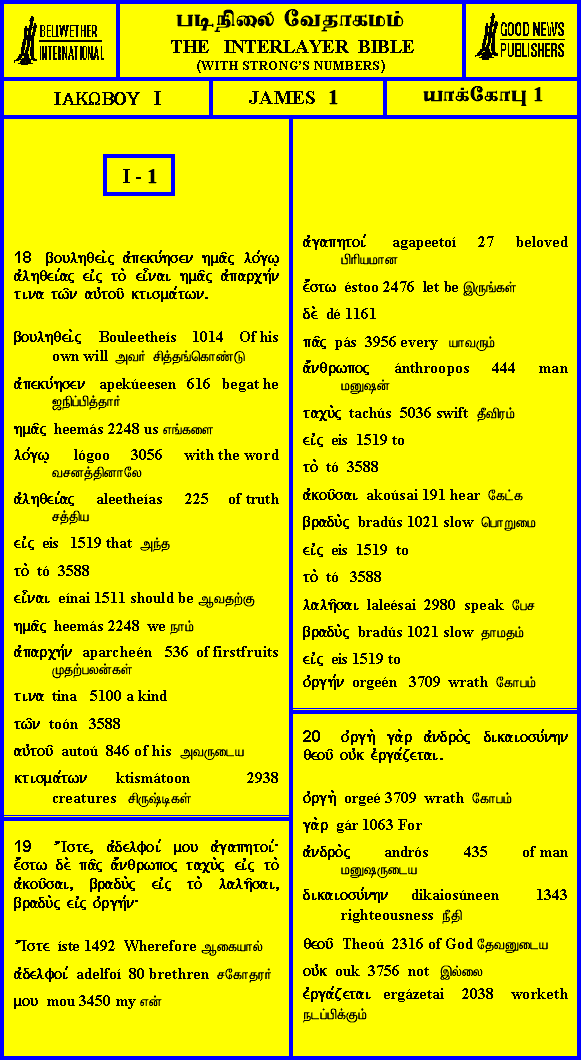 BELLWETHER
INTERNATIONAL
படிநிலை வேதாகமம்
THE INTERLAYER BIBLE
(WITH STRONG'S NUMBERS)
GOOD NEWS
PUBLISHERS
ΙΑΚΩΒΟΥ Ι
JAMES 1
யாக்கோபு 1
I - 1
18 βουληθεὶς ἀπεκύησεν ημᾶς λόγῳ
ἀληθείας εἰς τὸ εἶναι ημᾶς ἀπαρχήν
τινα τῶν αὐτοῦ κτισμάτων.
βουληθεὶς Bouleetheís 1014 Of his
own will அவர் சித்தங்கொண்டு
ἀπεκύησεν apekúeesen 616 begat he
ஜநிப்பித்தார்
ημᾶς heemás 2248 us எங்களை
λόγῳ lógoo 3056 with the word
வசனத்தினாலே
ἀληθείας aleetheías 225 of truth
சத்திய
εἰς eis 1519 that அந்த
τὸ tó 3588
εἶναι eínai 1511 should be ஆவதற்கு
ημᾶς heemás 2248 we நாம்
ἀπαρχήν aparcheén 536 of firstfruits
முதற்பலன்கள்
τινα tina 5100 a kind
τῶν toón 3588
αὐτοῦ autoú 846 of his அவருடைய
κτισμάτων ktismátoon 2938
creatures சிருஷ்டிகள்
19 Ἴστε, ἀδελφοί μου ἀγαπητοί·
ἔστω δὲ πᾶς ἄνθρωπος ταχὺς εἰς τὸ
ἀκοῦσαι, βραδὺς εἰς τὸ λαλῆσαι,
βραδὺς εἰς ὀργήν·
Ἴστε íste 1492 Wherefore ஆகையால்
ἀδελφοί adelfoí 80 brethren சகோதரர்
μου mou 3450 my என்
ἀγαπητοί agapeetoí 27 beloved
பிரியமான
ἔστω éstoo 2476 let be இருங்கள்
δὲ dé 1161
πᾶς pás 3956 every யாவரும்
ἄνθρωπος ánthroopos 444 man
மனுஷன்
ταχὺς tachús 5036 swift தீவிரம்
εἰς eis 1519 to
τὸ tó 3588
ἀκοῦσαι akoúsai 191 hear கேட்க
βραδὺς bradús 1021 slow பொறுமை
εἰς eis 1519 to
τὸ tó 3588
λαλῆσαι laleésai 2980 speak பேச
βραδὺς bradús 1021 slow தாமதம்
εἰς eis 1519 to
ὀργήν orgeén 3709 wrath கோபம்
20 ὀργὴ γὰρ ἀνδρὸς δικαιοσύνην
θεοῦ οὐκ ἐργάζεται.
ὀργὴ orgeé 3709 wrath கோபம்
γὰρ gár 1063 For
ἀνδρὸς andrós 435 of man
மனுஷருடைய
δικαιοσύνην dikaiosúneen 1343
righteousness நீதி
θεοῦ Theoú 2316 of God தேவனுடைய
οὐκ ouk 3756 not இல்லை
ἐργάζεται ergázetai 2038 worketh
நடப்பிக்கும்